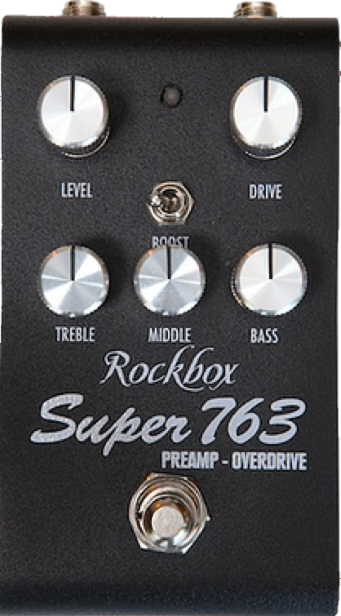 LEVEL DRIVE
BOOST
TREBLE MIDDLE BASS
Rockbox
Super 763
PREAMP - OVERDRIVE